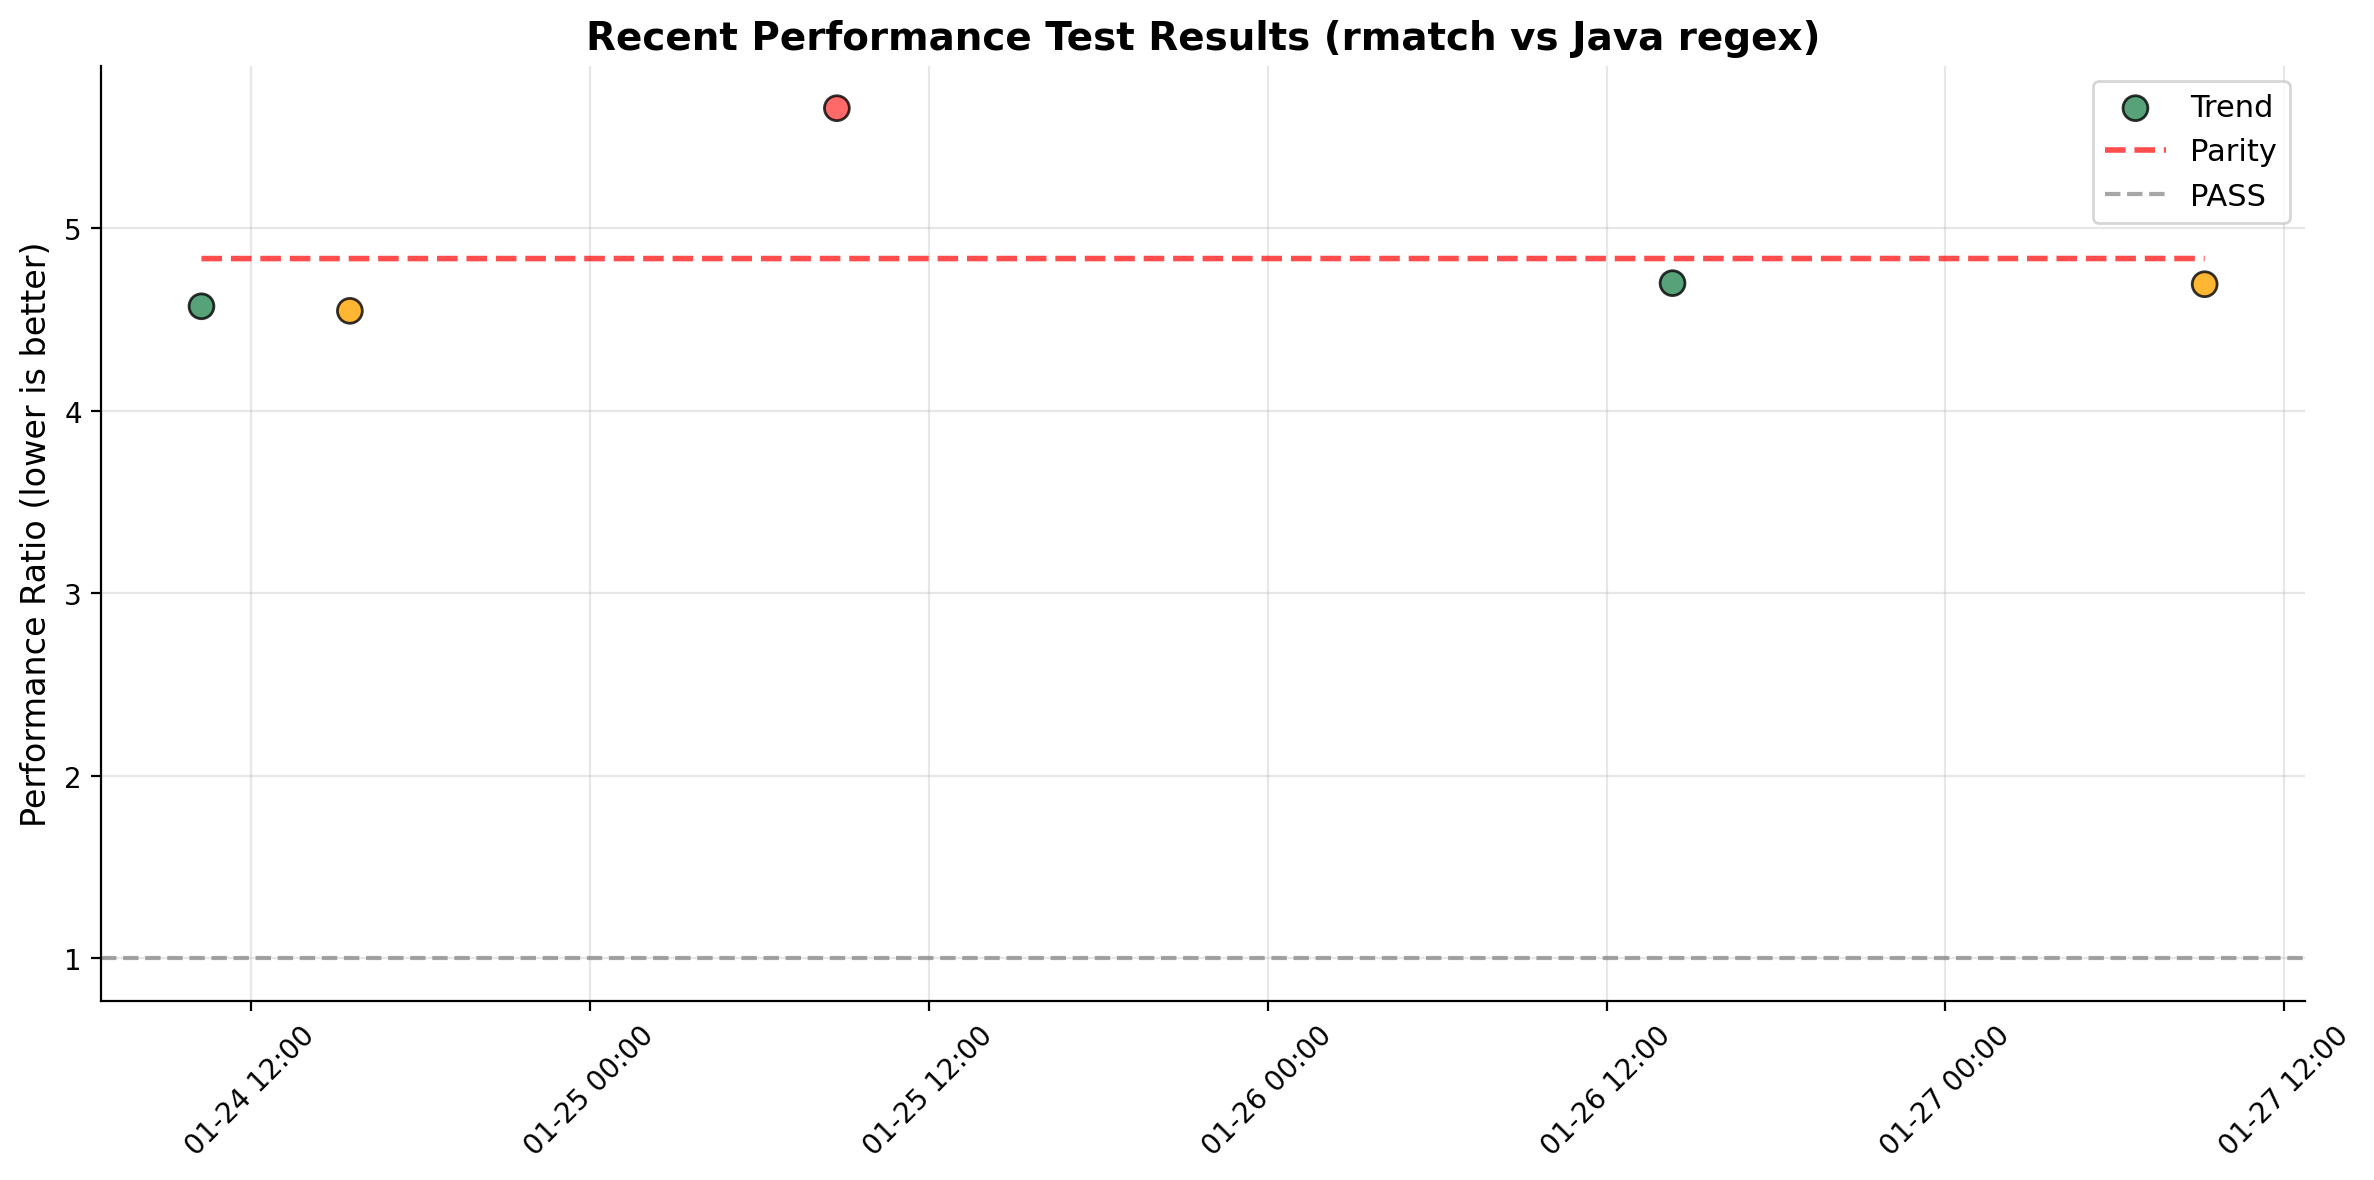 Recent Performance Test Results (rmatch vs Java regex)
Trend
Parity
PASS
Performance Ratio (lower is better)
5
4
3
2
1
01-24 12:00
01-25 00:00
01-25 12:00
01-26 00:00
01-26 12:00
01-27 00:00
01-27 12:00